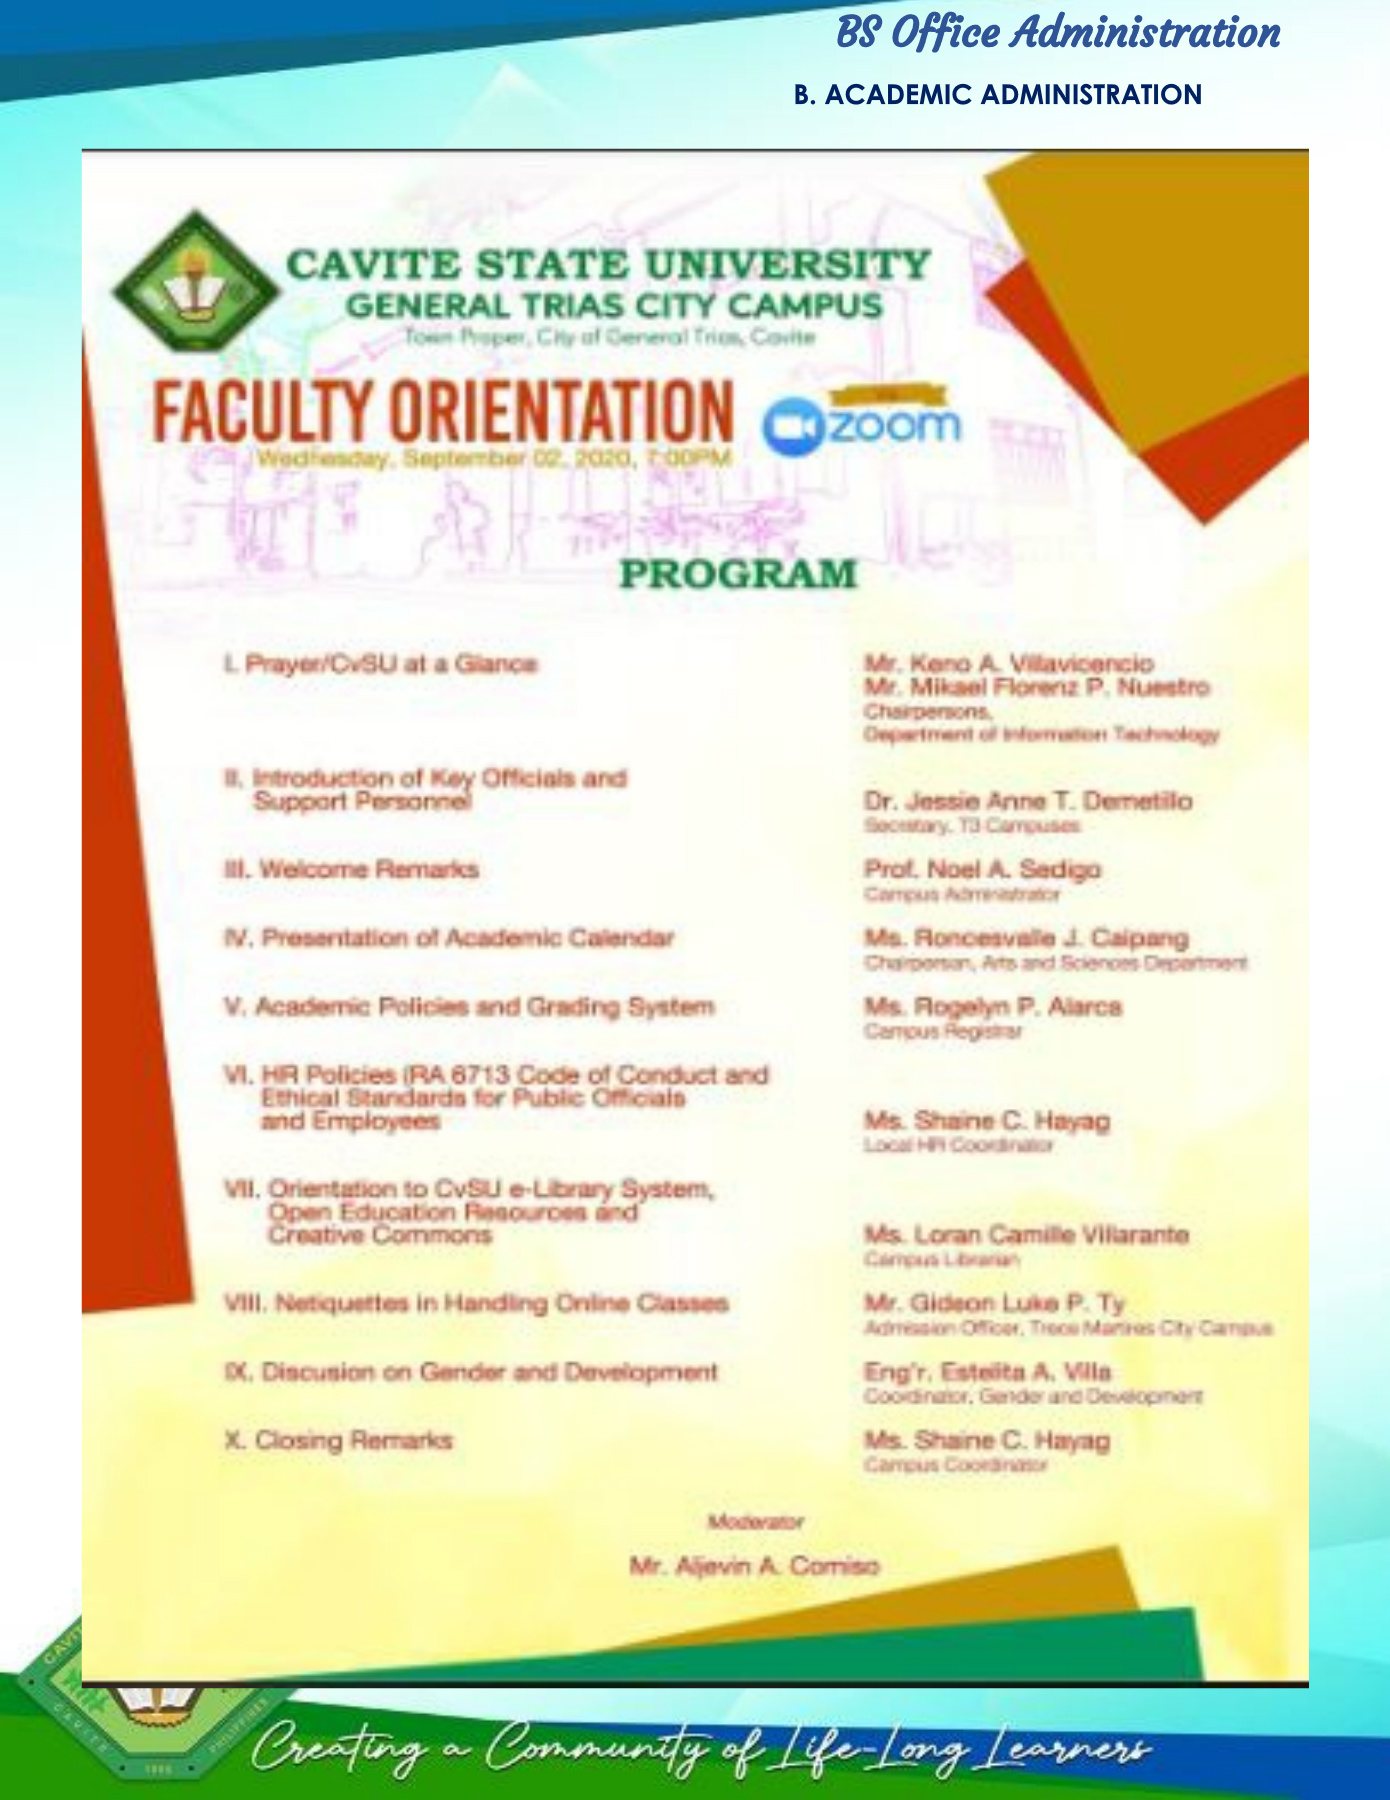 BS Office Administration
B. ACADEMIC ADMINISTRATION
CAVITE STATE UNIVERSITY
GENERAL TRIAS CITY CAMPUS
Town Proper, City of General Trias, Cavite
FACULTY ORIENTATION
zoom
Wednesday, September 02, 2020, 7:00PM
PROGRAM
I. Prayer/CvSU at a Glance
Mr. Keno A. Villavicencio
Mr. Mikael Florenz P. Nuestro
Chairpersons,
Department of Information Technology
II. Introduction of Key Officials and
Support Personnel
Dr. Jessie Anne T. Demetillo
Secretary, T3 Campuses
III. Welcome Remarks
Prof. Noel A. Sedigo
Campus Administrator
IV. Presentation of Academic Calendar
Ms. Roncesvalle J. Caipang
Chairperson, Arts and Sciences Department
V. Academic Policies and Grading System
Ms. Rogelyn P. Alarca
Campus Registrar
VI. HR Policies (RA 6713 Code of Conduct and
Ethical Standards for Public Officials
and Employees
Ms. Shaine C. Hayag
Local HR Coordinator
VII. Orientation to CvSU e-Library System,
Open Education Resources and
Creative Commons
Ms. Loran Camille Villarante
Campus Librarian
VIII. Netiquettes in Handling Online Classes
Mr. Gideon Luke P. Ty
Admission Officer, Trece Martires City Campus
IX. Discusion on Gender and Development
Eng'r. Estelita A. Villa
Coordinator, Gender and Development
X. Closing Remarks
Ms. Shaine C. Hayag
Campus Coordinator
Moderator
Mr. Aljevin A. Comiso
CAVITE
PHILIPPINES
1906
Creating a Community of Life-Long Learners